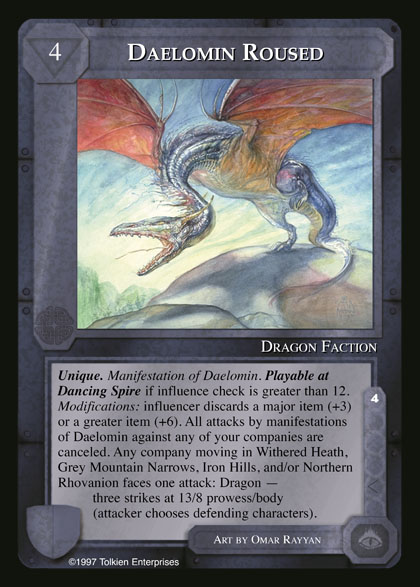 4
DAELOMIN ROUSED
DRAGON FACTION
Unique. Manifestation of Daelomin. Playable at
Dancing Spire if influence check is greater than 12.
Modifications: influencer discards a major item (+3)
or a greater item (+6). All attacks by manifestations
of Daelomin against any of your companies are
canceled. Any company moving in Withered Heath,
Grey Mountain Narrows, Iron Hills, and/or Northern
Rhovanion faces one attack: Dragon —
three strikes at 13/8 prowess/body
(attacker chooses defending characters).
4
ART BY OMAR RAYYAN
©1997 Tolkien Enterprises